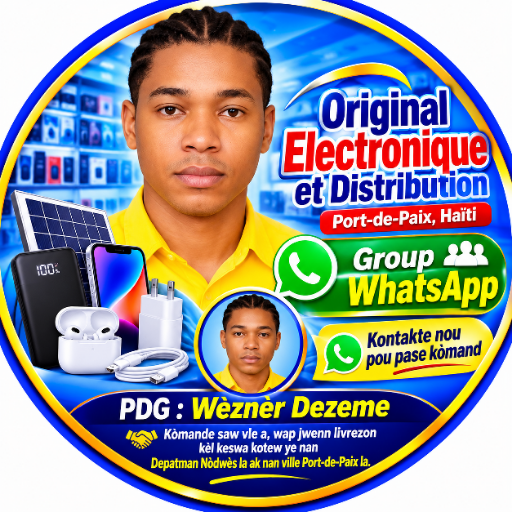 Original
Electronique
et Distribution
Port-de-Paix, Haïti
Group
WhatsApp
Kontakte nou
pou pase kòmand
100%
PDG : Wèznèr Dezeme
Kòmande saw vle a, wap jwenn livrezon
kèl keswa kotew ye nan
Depatman Nòdwès la ak nan ville Port-de-Paix la.